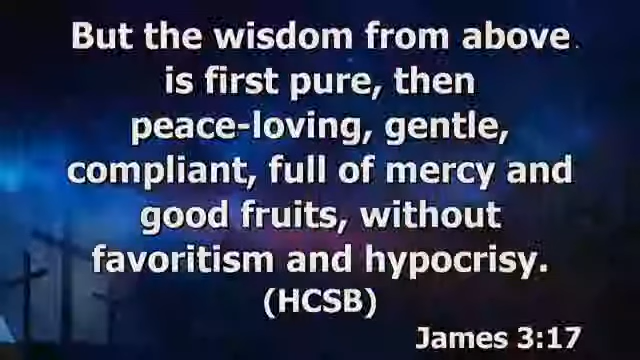 But the wisdom from above
is first pure, then
peace-loving, gentle,
compliant, full of mercy and
good fruits, without
favoritism and hypocrisy.
(HCSB)
James 3:17